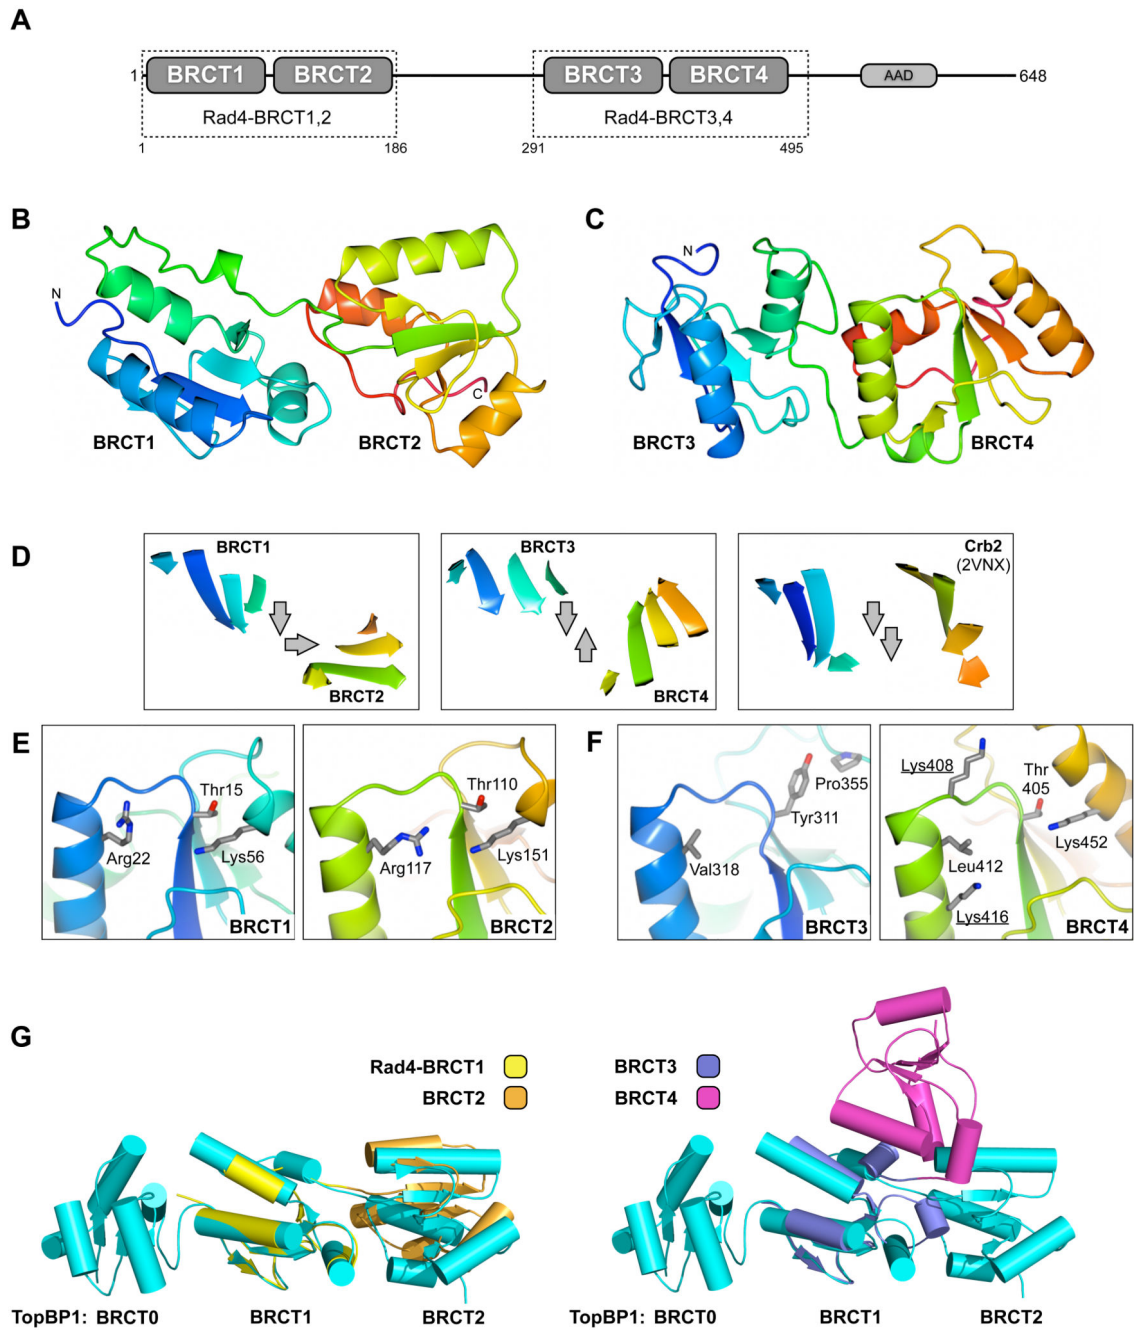 A
1 BRCT1 BRCT2 BRCT3 BRCT4 AAD 648
Rad4-BRCT1,2 Rad4-BRCT3,4
1 186 291 495
B
N
BRCT1 BRCT2 C
C
N
BRCT3 BRCT4
D
BRCT1
BRCT2
BRCT3
BRCT4
Crb2
(2VNX)
E
Thr15
Arg22
Lys56
BRCT1
Thr110
Arg117
Lys151
BRCT2
F
Pro355
Tyr311
Val318
BRCT3
Lys408
Thr
405
Lys452
Leu412
Lys416
BRCT4
G
Rad4-BRCT1
BRCT2
BRCT3
BRCT4
TopBP1: BRCT0 BRCT1 BRCT2
TopBP1: BRCT0 BRCT1 BRCT2